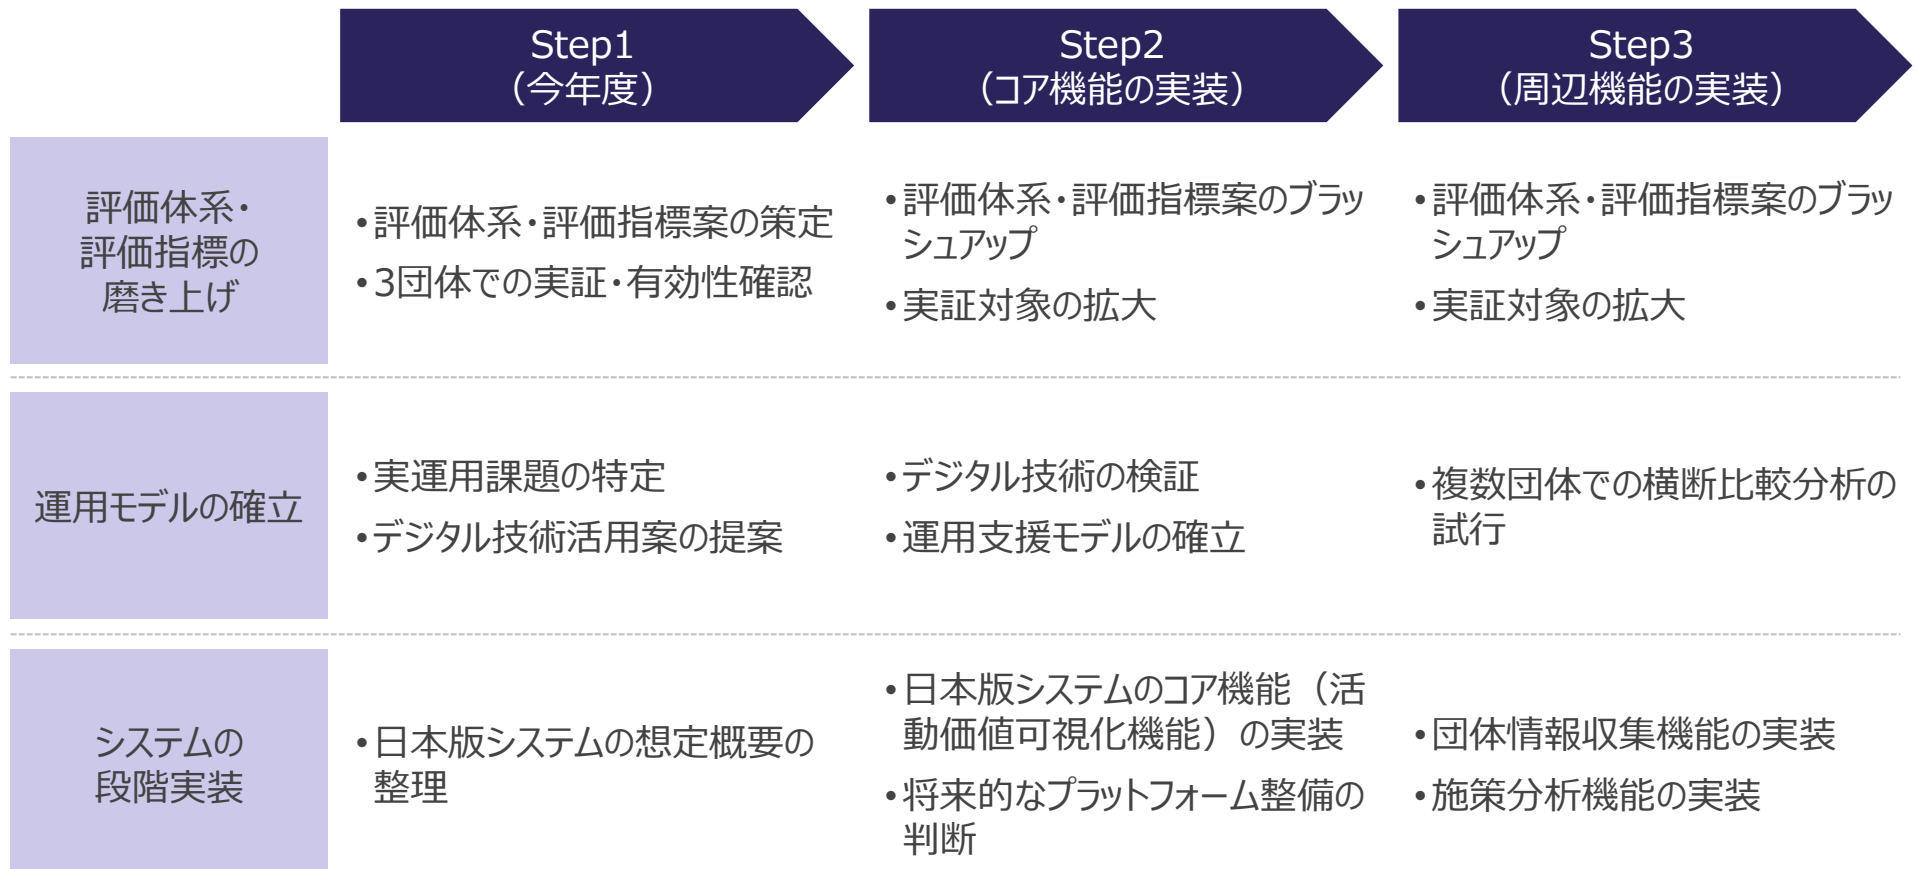 Step1
（今年度）
Step2
（コア機能の実装）
Step3
（周辺機能の実装）
評価体系・
評価指標の
磨き上げ
•評価体系・評価指標案の策定
•3団体での実証・有効性確認
•評価体系・評価指標案のブラッ
シュアップ
•実証対象の拡大
•評価体系・評価指標案のブラッ
シュアップ
•実証対象の拡大
運用モデルの確立
•実運用課題の特定
•デジタル技術活用案の提案
•デジタル技術の検証
•運用支援モデルの確立
•複数団体での横断比較分析の
試行
システムの
段階実装
•日本版システムの想定概要の
整理
•日本版システムのコア機能（活
動価値可視化機能）の実装
•将来的なプラットフォーム整備の
判断
•団体情報収集機能の実装
•施策分析機能の実装